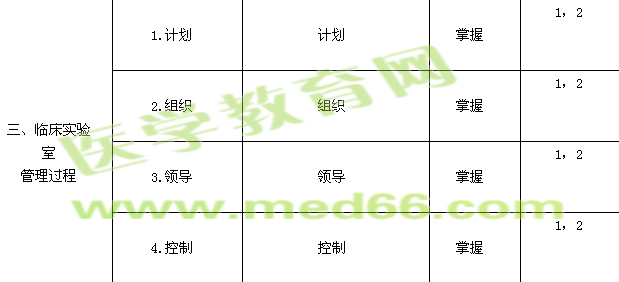 1, 2
1.计划 计划 掌握
1, 2
2.组织 组织 掌握
三、临床实验
室
管理过程
1, 2
3.领导 领导 掌握
1, 2
4.控制 控制 掌握
医学教育网
www.med66.com